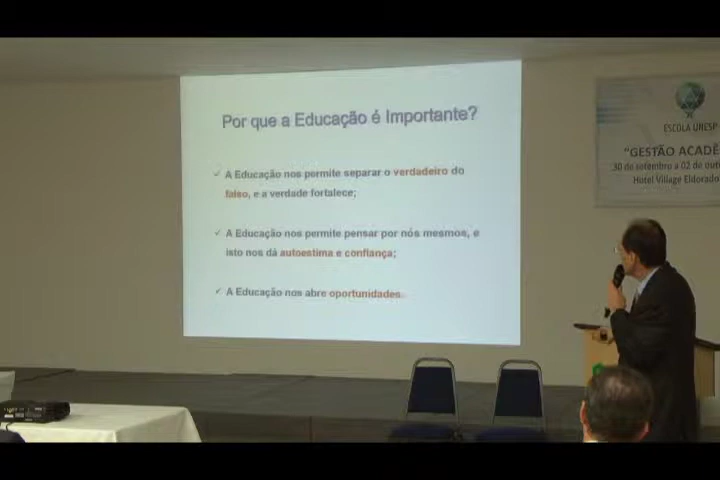 Por que a Educação é Importante?
✓ A Educação nos permite separar o verdadeiro do
falso, e a verdade fortalece;
✓ A Educação nos permite pensar por nós mesmos, e
isto nos dá autoestima e confiança;
✓ A Educação nos abre oportunidades.
ESCOLA UNESP
"GESTÃO ACADÊ
30 de setembro a 02 de out
Hotel Village Eldorado